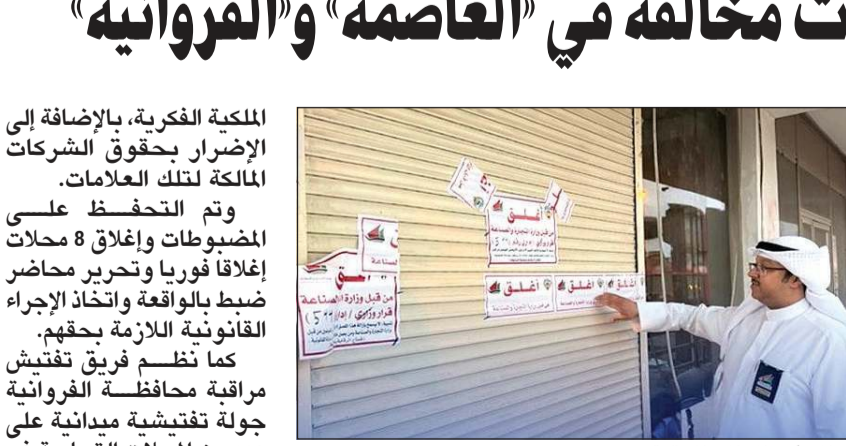 ت مخالفة في «العاصمة» و«الفروانية»
الملكية الفكرية، بالإضافة إلى
الإضرار بحقوق الشركات
المالكة لتلك العلامات.
وتم التحفظ على
المضبوطات وإغلاق 8 محلات
إغلاقا فوريا وتحرير محاضر
ضبط بالواقعة واتخاذ الإجراء
القانونية اللازمة بحقهم.
كما نظم فريق تفتيش
مراقبة محافظة الفروانية
جولة تفتيشية ميدانية على
أغلق
من قبل وزارة التجارة والصناعة
أغلق
أغلق
أغلق
من قبل وزارة
الصناعة
قرار وزاري /